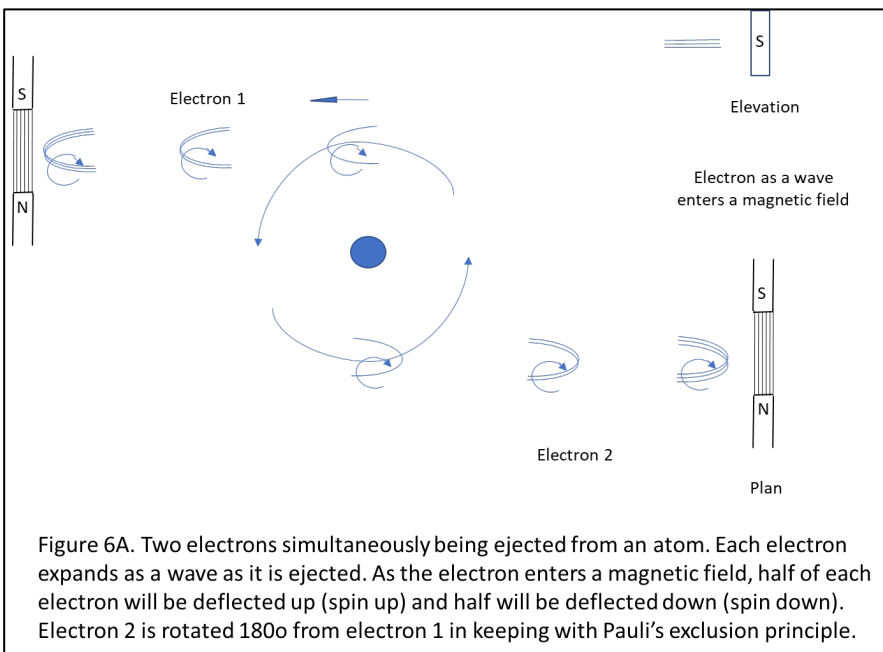 S
Elevation
Electron 1
S
N
Electron as a wave
enters a magnetic field
S
N
Electron 2
Plan
Figure 6A. Two electrons simultaneously being ejected from an atom. Each electron
expands as a wave as it is ejected. As the electron enters a magnetic field, half of each
electron will be deflected up (spin up) and half will be deflected down (spin down).
Electron 2 is rotated 180o from electron 1 in keeping with Pauli’s exclusion principle.